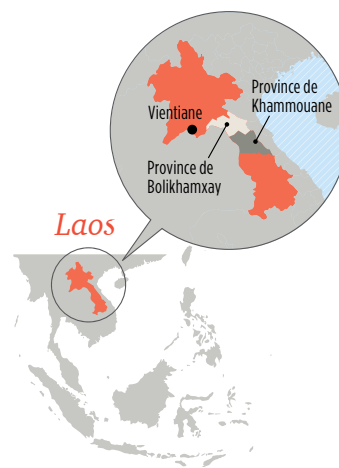 Vientiane
Province de
Khammouane
Province de
Bolikhamxay
Laos